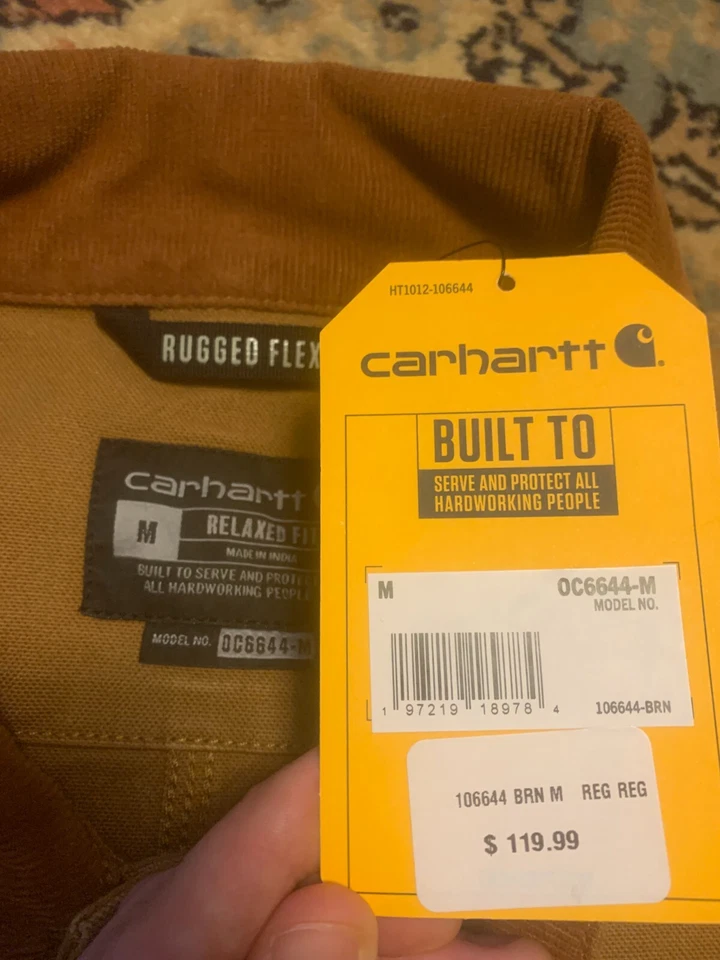 HT1012-106644
carhartt
BUILT TO
SERVE AND PROTECT ALL
HARDWORKING PEOPLE
M
OC6644-M
MODEL NO.
1 97219 18978 4
106644-BRN
106644 BRN M REG REG
$ 119.99
RUGGED FLEX
carhartt
M
RELAXED FIT
MADE IN INDIA
BUILT TO SERVE AND PROTE
ALL HARDWORKING PEOPL
MODEL NO. OC6644-M